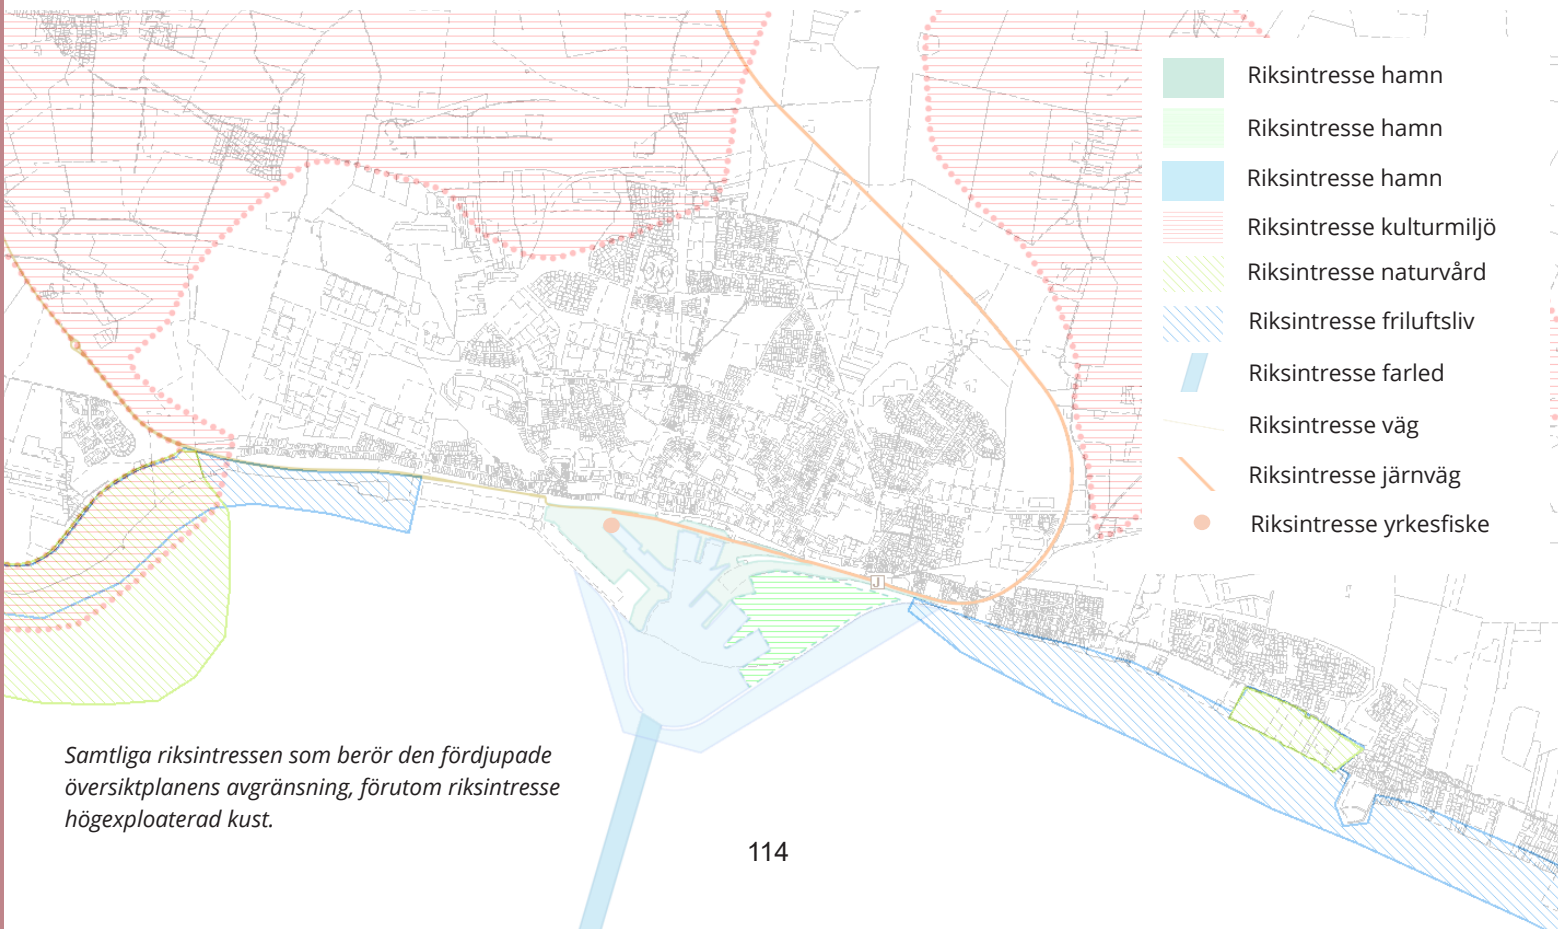 Riksintresse hamn
Riksintresse hamn
Riksintresse hamn
Riksintresse kulturmiljö
Riksintresse naturvård
Riksintresse friluftsliv
Riksintresse farled
Riksintresse väg
Riksintresse järnväg
Riksintresse yrkesfiske
J
Samtliga riksintressen som berör den fördjupade
översiktplanens avgränsning, förutom riksintresse
högexploaterad kust.
114